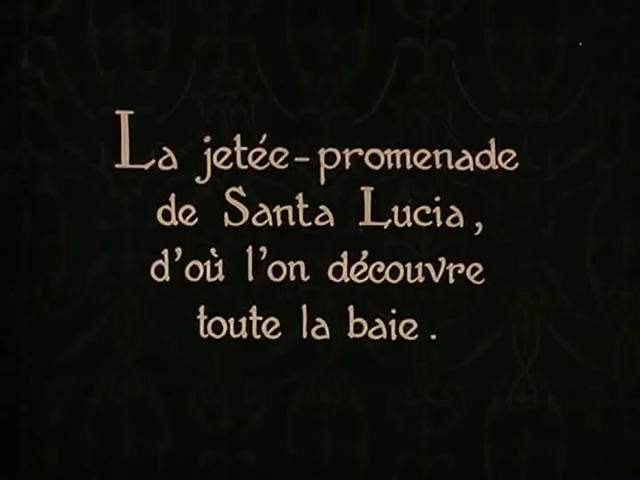 La jetée-promenade
de Santa Lucia,
d'où l'on découvre
toute la baie.